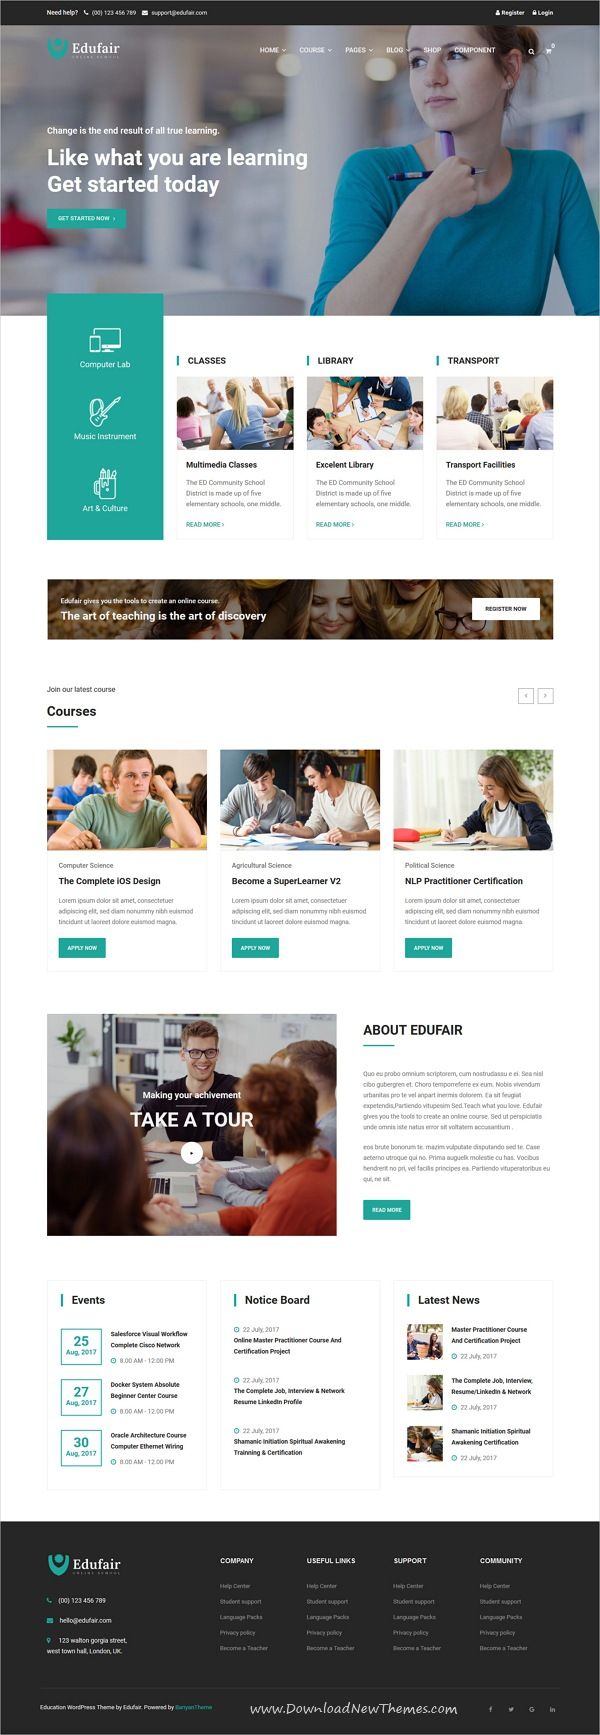 Need help? (00) 123 456 789 support@edufair.com Register Login
Edufair
ONLINE SCHOOL
HOME COURSE PAGES BLOG SHOP COMPONENT 0
Change is the end result of all true learning.
Like what you are learning
Get started today
GET STARTED NOW ›
Computer Lab
Music Instrument
Art & Culture
CLASSES
Multimedia Classes
The ED Community School
District is made up of five
elementary schools, one middle.
READ MORE ›
LIBRARY
Excelent Library
The ED Community School
District is made up of five
elementary schools, one middle.
READ MORE ›
TRANSPORT
Transport Facilities
The ED Community School
District is made up of five
elementary schools, one middle.
READ MORE ›
Edufair gives you the tools to create an online course.
The art of teaching is the art of discovery
REGISTER NOW
Join our latest course
Courses
Computer Science
The Complete iOS Design
Lorem ipsum dolor sit amet, consectetuer
adipiscing elit, sed diam nonummy nibh euismod
tincidunt ut laoreet dolore euismod magna.
APPLY NOW
Agricultural Science
Become a SuperLearner V2
Lorem ipsum dolor sit amet, consectetuer
adipiscing elit, sed diam nonummy nibh euismod
tincidunt ut laoreet dolore euismod magna.
APPLY NOW
Political Science
NLP Practitioner Certification
Lorem ipsum dolor sit amet, consectetuer
adipiscing elit, sed diam nonummy nibh euismod
tincidunt ut laoreet dolore euismod magna.
APPLY NOW
Making your achivement
TAKE A TOUR
ABOUT EDUFAIR
Quo eu probo omnium scriptorem, cum nostrudassu e ei. Sea nisl
cibo gubergren et. Choro temporreferre ex eum. Nobis vivendum
urbanitas pro te vel anpart inermis dolorem. Ea sit feugiat
expetendis,Partiendo vitupesim Sed.Teach what you love. Edufair
gives you the tools to create an online course. Sed ut perspiciatis
unde omnis iste natus error sit voltatem accusantium .
eos brute bonorum te. mazim vulputate disputando sed te. Case
aeterno utroque qui no. Prima auguelk molestie cu has. Vocibus
hendrerit no pri, vel facilis principes ea. Partiendo vituperatoribus eu
qui, ne sit.
READ MORE
Events
25
Aug, 2017
Salesforce Visual Workflow
Complete Cisco Network
8.00 AM - 12.00 PM
27
Aug, 2017
Docker System Absolute
Beginner Center Course
8.00 AM - 12.00 PM
30
Aug, 2017
Oracle Architecture Course
Computer Ethernet Wiring
8.00 AM - 12.00 PM
Notice Board
22 July, 2017
Online Master Practitioner Course And
Certification Project
22 July, 2017
The Complete Job, Interview & Network
Resume LinkedIn Profile
22 July, 2017
Shamanic Initiation Spiritual Awakening
Trainning & Certification
Latest News
Master Practitioner Course
And Certification Project
22 July, 2017
The Complete Job, Interview,
Resume/LinkedIn & Network
22 July, 2017
Shamanic Initiation Spiritual
Awakening Certification
22 July, 2017
Edufair
ONLINE SCHOOL
(00) 123 456 789
hello@edufair.com
123 walton gorgia street,
west town hall, London, UK.
COMPANY
Help Center
Student support
Language Packs
Privacy policy
Become a Teacher
USEFUL LINKS
Help Center
Student support
Language Packs
Privacy policy
Become a Teacher
SUPPORT
Help Center
Student support
Language Packs
Privacy policy
Become a Teacher
COMMUNITY
Help Center
Student support
Language Packs
Privacy policy
Become a Teacher
Education WordPress Theme by Edufair. Powered by BanyanTheme
www.DownloadNewThemes.com